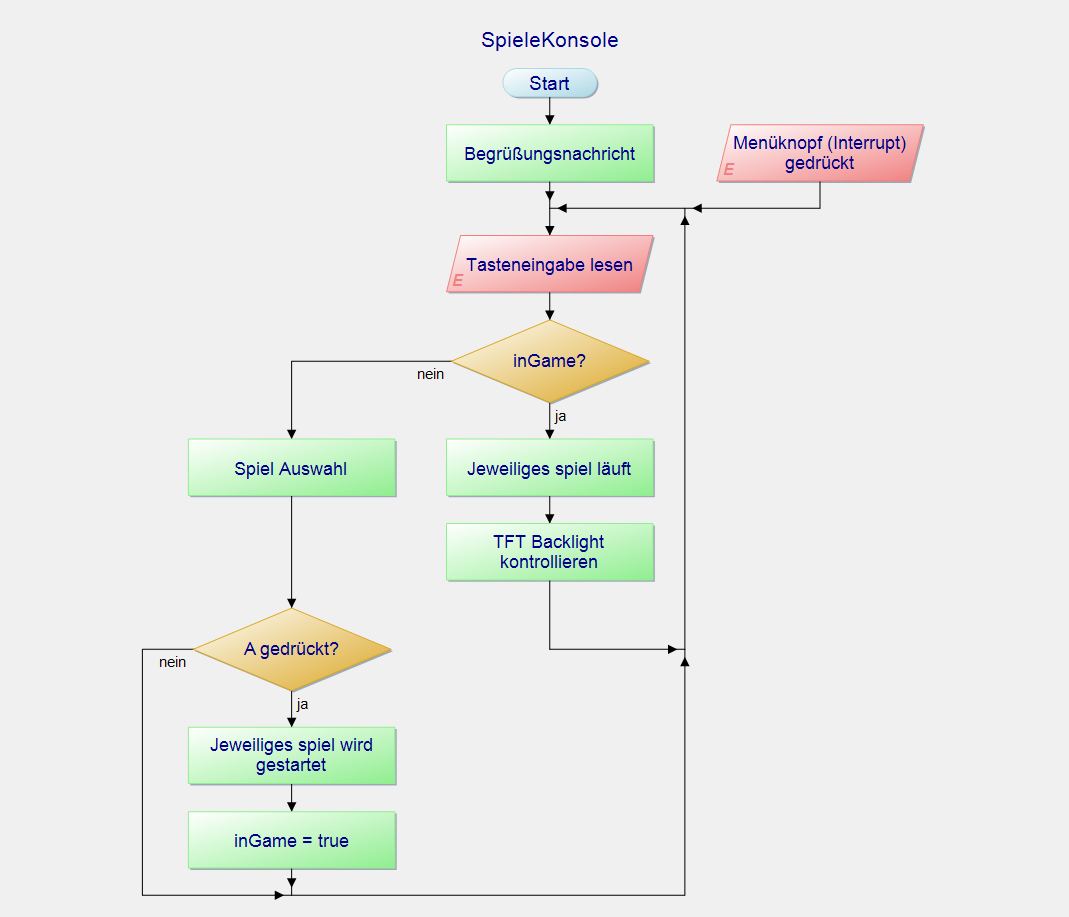 SpieleKonsole
Start
Begrüßungsnachricht
Menüknopf (Interrupt)
gedrückt
E
Tasteneingabe lesen
E
inGame?
nein
ja
Spiel Auswahl
Jeweiliges spiel läuft
TFT Backlight
kontrollieren
A gedrückt?
nein
ja
Jeweiliges spiel wird
gestartet
inGame = true